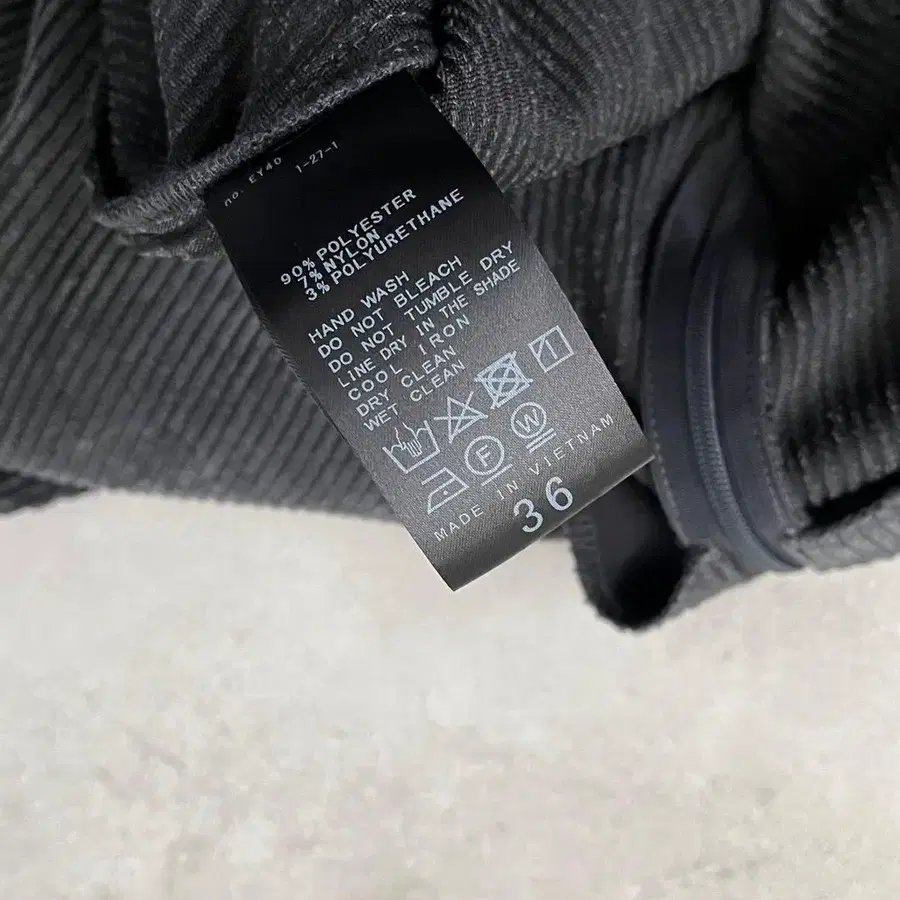 no. EY40 1-27-1
90% POLYESTER
7% NYLON
3% POLYURETHANE
HAND WASH
DO NOT BLEACH
DO NOT TUMBLE DRY
LINE DRY IN THE SHADE
COOL IRON
DRY CLEAN
WET CLEAN
F W
MADE IN VIETNAM
36